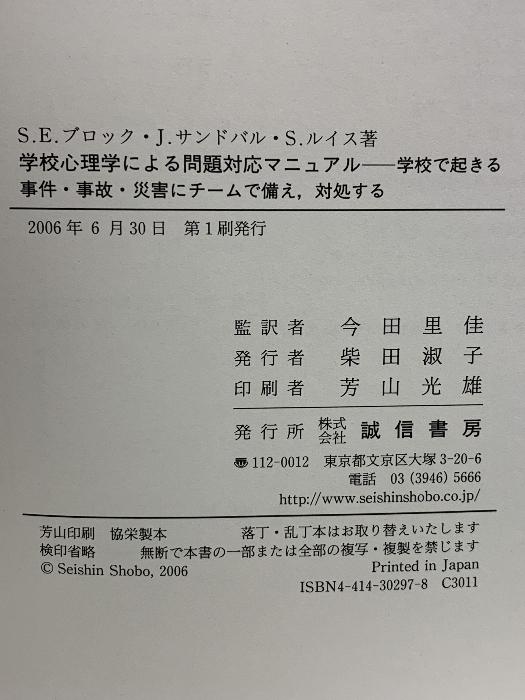 S.E.ブロック・J.サンドバル・S.ルイス著
学校心理学による問題対応マニュアル――学校で起きる
事件・事故・災害にチームで備え，対処する
2006年 6月30日 第1刷発行
監訳者 今田里佳
発行者 柴田淑子
印刷者 芳山光雄
発行所 株式会社 誠信書房
〠112-0012 東京都文京区大塚3-20-6
電話 03 (3946) 5666
http://www.seishinshobo.co.jp/
芳山印刷 協栄製本 落丁・乱丁本はお取り替えいたします
検印省略 無断で本書の一部または全部の複写・複製を禁じます
© Seishin Shobo, 2006 Printed in Japan
ISBN4-414-30297-8 C3011